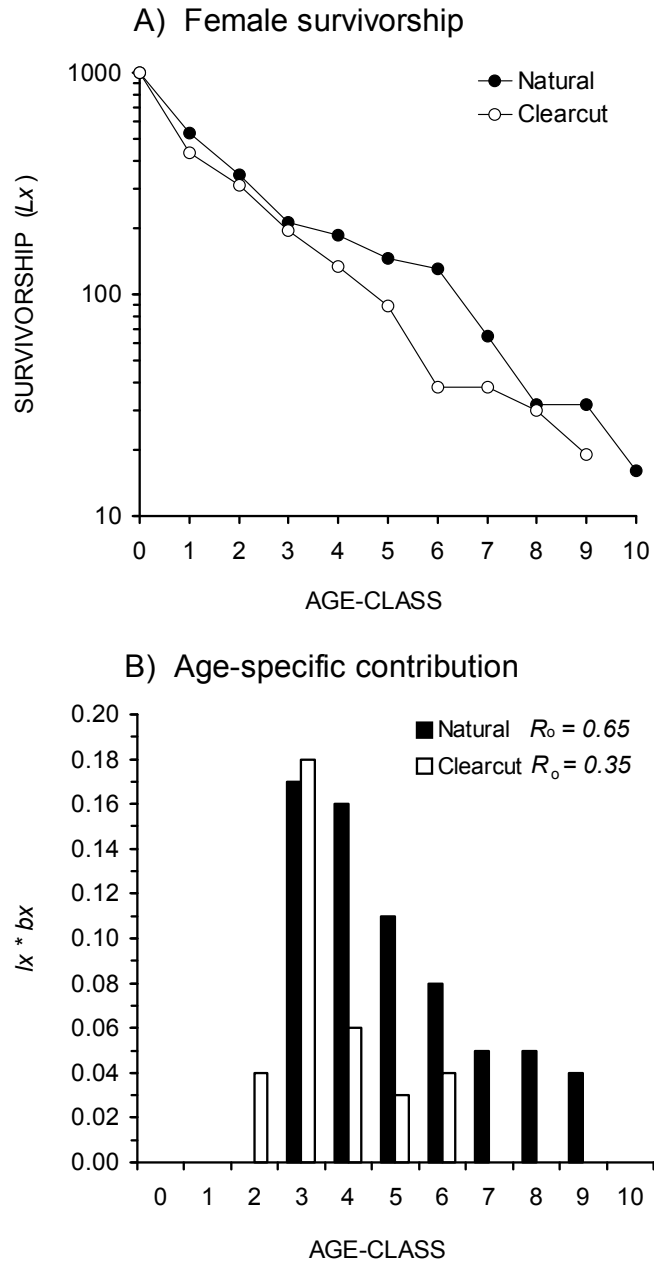 A) Female survivorship
1000
Natural
Clearcut
100
10
SURVIVORSHIP (Lx)
0 1 2 3 4 5 6 7 8 9 10
AGE-CLASS
B) Age-specific contribution
0.20
Natural Ro = 0.65
0.18
Clearcut Ro = 0.35
0.16
0.14
0.12
0.10
0.08
0.06
0.04
0.02
0.00
lx * bx
0 1 2 3 4 5 6 7 8 9 10
AGE-CLASS